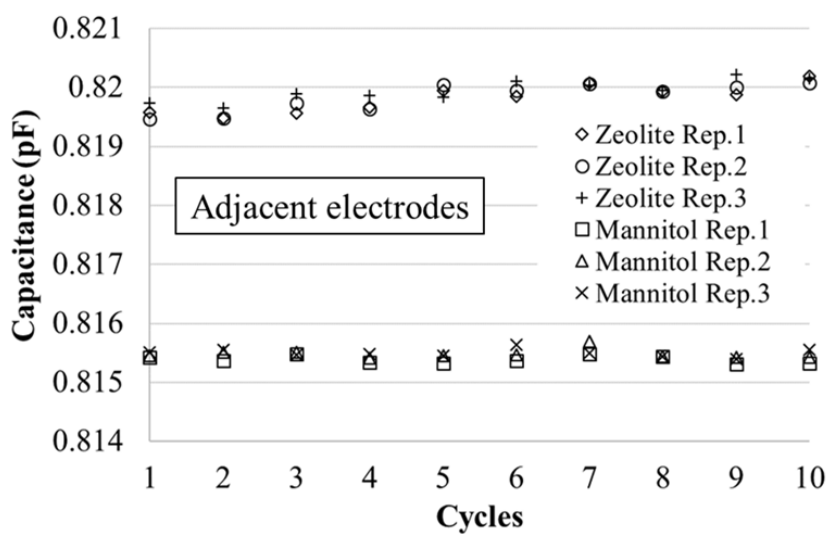 0.821
0.82
0.819
0.818
0.817
0.816
0.815
0.814
Capacitance (pF)
Adjacent electrodes
Zeolite Rep.1
Zeolite Rep.2
Zeolite Rep.3
Mannitol Rep.1
Mannitol Rep.2
Mannitol Rep.3
1 2 3 4 5 6 7 8 9 10
Cycles